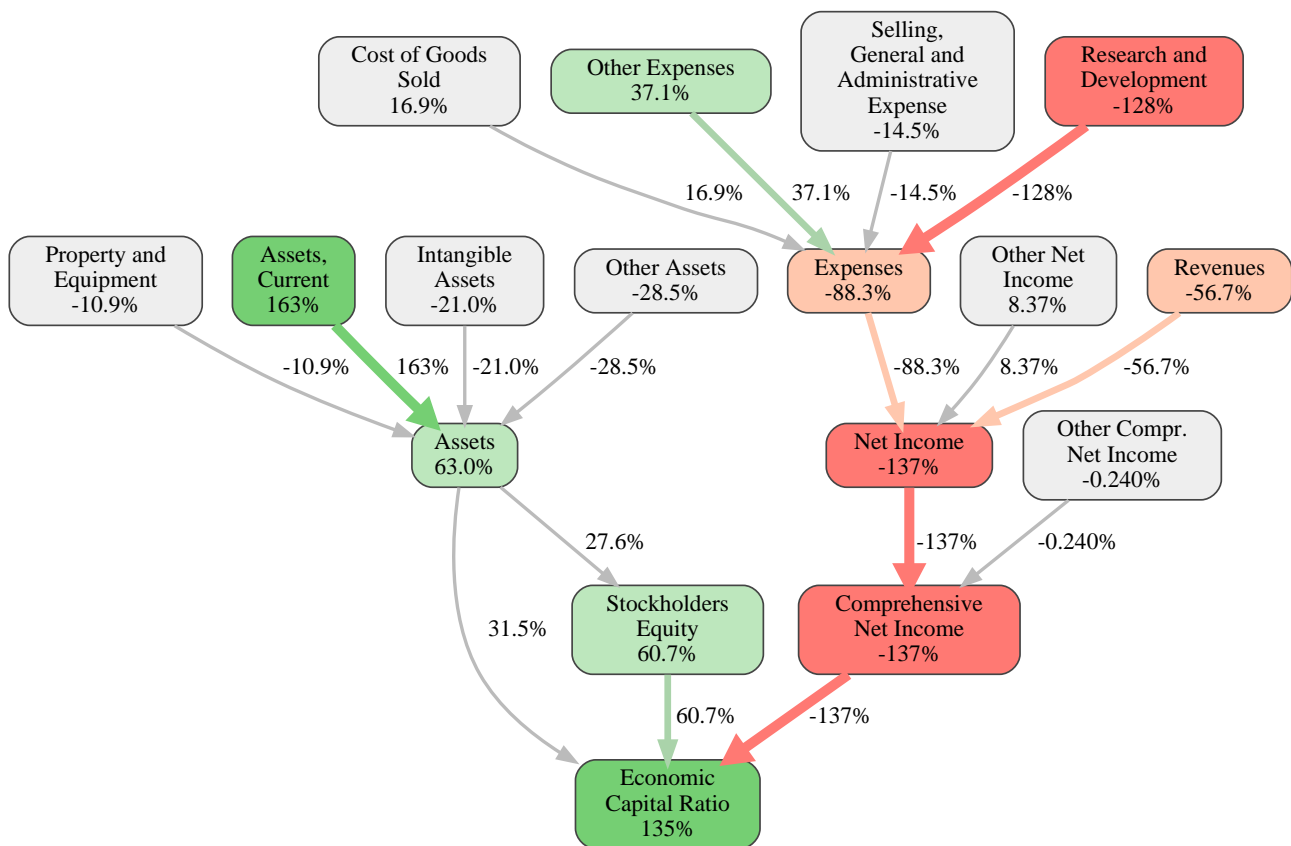 Cost of Goods
Sold
16.9%
Other Expenses
37.1%
Selling,
General and
Administrative
Expense
-14.5%
Research and
Development
-128%
16.9%
37.1%
-14.5%
-128%
Property and
Equipment
-10.9%
Assets,
Current
163%
Intangible
Assets
-21.0%
Other Assets
-28.5%
Expenses
-88.3%
Other Net
Income
8.37%
Revenues
-56.7%
-10.9%
163%
-21.0%
-28.5%
-88.3%
8.37%
-56.7%
Assets
63.0%
Net Income
-137%
Other Compr.
Net Income
-0.240%
27.6%
-137%
-0.240%
31.5%
Stockholders
Equity
60.7%
Comprehensive
Net Income
-137%
60.7%
-137%
Economic
Capital Ratio
135%